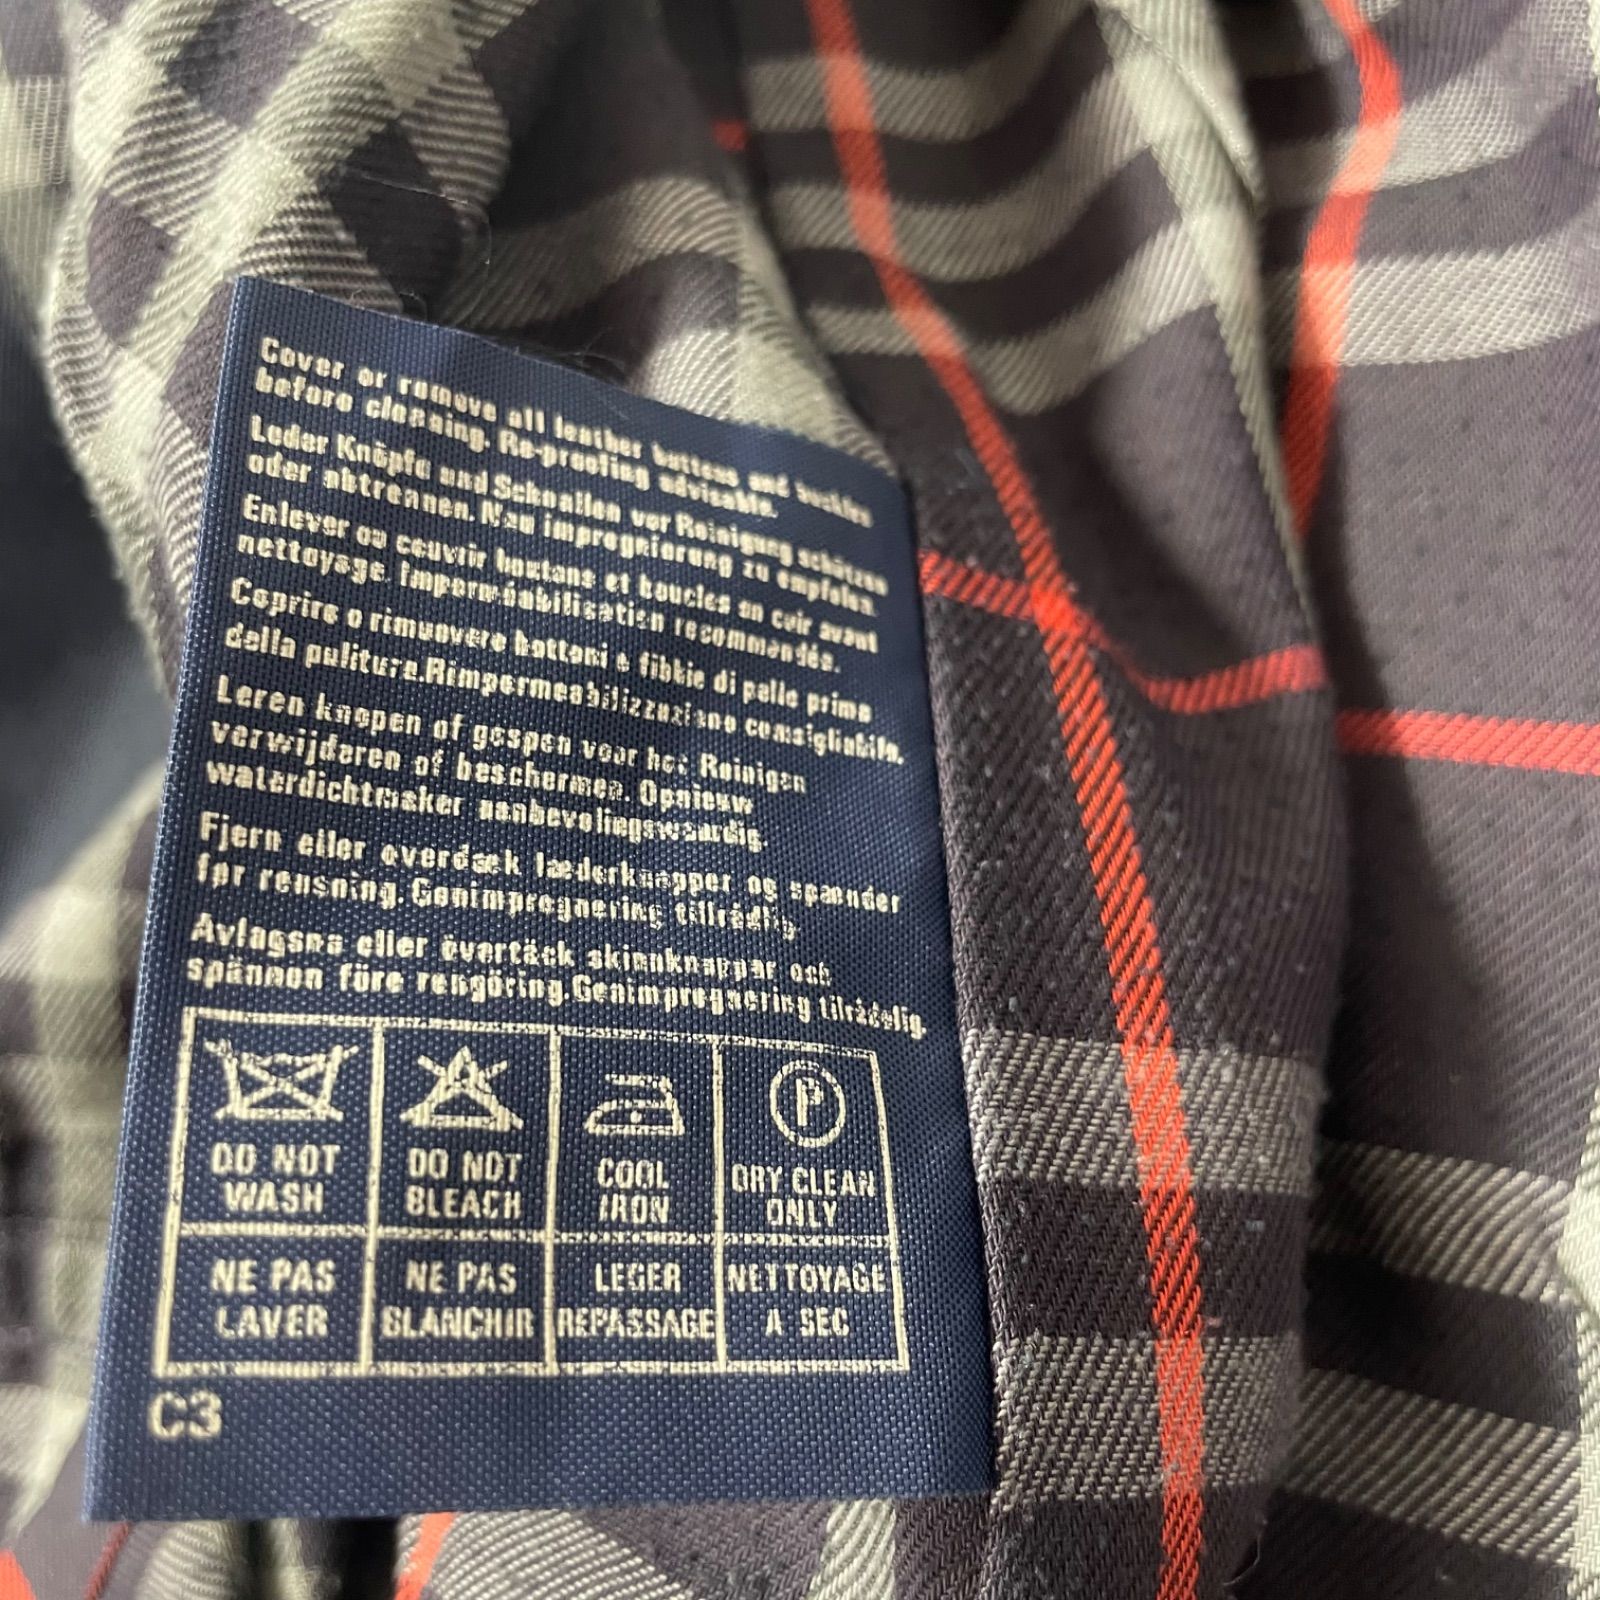 Cover or remove all leather buttons and buckles
before cleaning. Re-proofing advisable.
Leder Knöpfe und Schnallen vor Reinigung schützen
oder abtrennen. Neu imprognierung zu empfelen.
Enlever ou couvrir boutons et boucles en cuir avant
nettoyage. Imperméabilisation recommandée.
Coprire o rimuovere bottoni e fibbie di pelle prima
della pulitura. Rimpermeabilizzazione consigliabile.
Leren knopen of gespen voor het Reinigen
verwijderen of beschermen. Opnieuw
waterdichtmaker aanbevelingswaardig.
Fjern eller overdæk læderknapper og spænder
før rensning. Genimpregnering tillrådlig.
Avlagsna eller övertäck skinnknappar och
spännen före rengöring. Genimpregnering tilrådelig.
P
DO NOT WASH DO NOT BLEACH COOL IRON DRY CLEAN ONLY
NE PAS LAVER NE PAS BLANCHIR LEGER REPASSAGE NETTOYAGE A SEC
C3